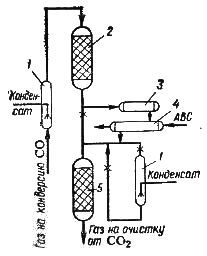 1
2
3
4
АВС
Конден-
сат
5
1
Конденсат
Газ на конверсию CO
Газ на очистку
от CO₂